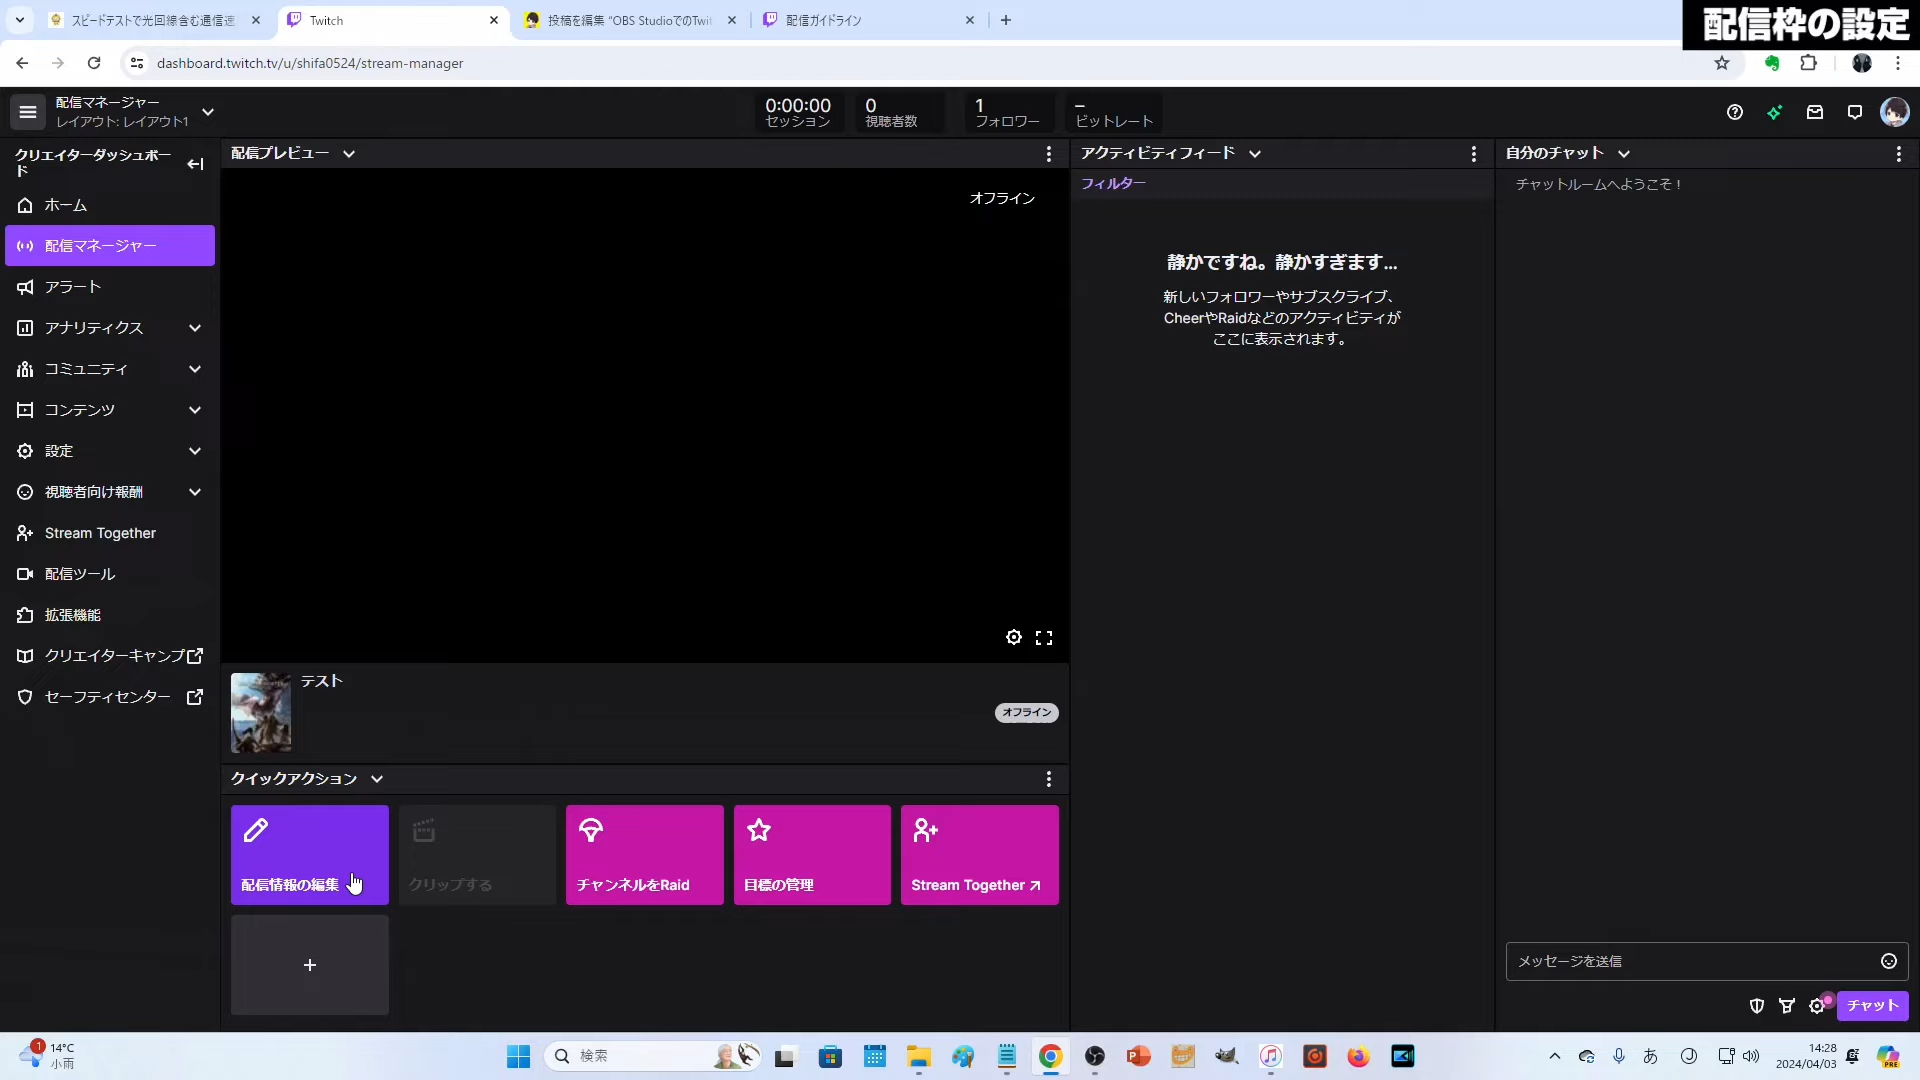 スピードテストで光回線含む通信速
Twitch
投稿を編集 "OBS StudioでのTwit
配信ガイドライン
配信枠の設定
dashboard.twitch.tv/u/shifa0524/stream-manager
配信マネージャー
レイアウト: レイアウト1
0:00:00
セッション
0
視聴者数
1
フォロワー
–
ビットレート
クリエイターダッシュボー
ド
ホーム
配信マネージャー
アラート
アナリティクス
コミュニティ
コンテンツ
設定
視聴者向け報酬
Stream Together
配信ツール
拡張機能
クリエイターキャンプ
セーフティセンター
配信プレビュー
オフライン
テスト
オフライン
クイックアクション
配信情報の編集
クリップする
チャンネルをRaid
目標の管理
Stream Together
+
アクティビティフィード
フィルター
静かですね。静かすぎます...
新しいフォロワーやサブスクライブ、
CheerやRaidなどのアクティビティが
ここに表示されます。
自分のチャット
チャットルームへようこそ！
メッセージを送信
チャット
1
14°C
小雨
検索
あ
14:28
2024/04/03
PRE